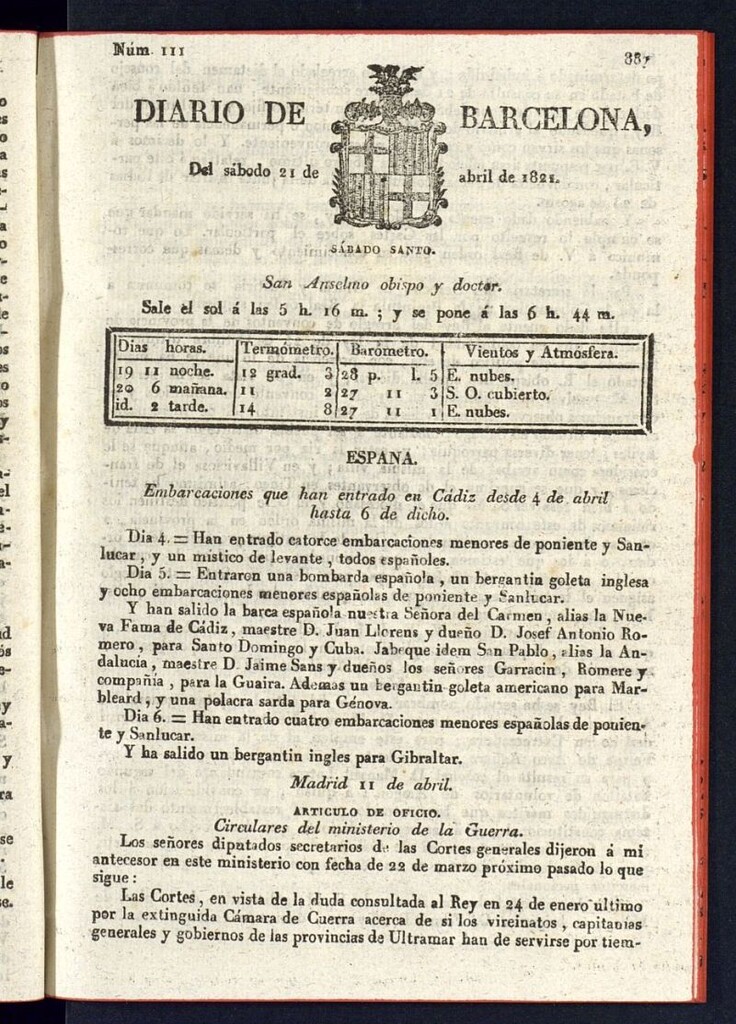 Núm. 111
887
DIARIO DE BARCELONA,
Del sábodo 21 de abril de 1821.
SÁBADO SANTO.
San Anselmo obispo y doctor.
Sale el sol á las 5 h. 16 m. ; y se pone á las 6 h. 44 m.
Dias horas. Termómetro. Barómetro. Vientos y Atmósfera.
19 11 noche. 12 grad. 3 28 p. l. 5 E. nubes.
20 6 mañana. 11 2 27 11 3 S. O. cubierto.
id. 2 tarde. 14 8 27 11 1 E. nubes.
ESPANA.
Embarcaciones que han entrado en Cádiz desde 4 de abril
hasta 6 de dicho.
Dia 4. = Han entrado catorce embarcaciones menores de poniente y San-
lucar, y un místico de levante, todos españoles.
Dia 5. = Entraron una bombarda española, un bergantin goleta inglesa
y ocho embarcaciones menores españolas de poniente y Sanlucar.
Y han salido la barca española nuestra Señora del Carmen, alias la Nue-
va Fama de Cádiz, maestre D. Juan Llorens y dueño D. Josef Antonio Ro-
mero, para Santo Domingo y Cuba. Jabeque idem San Pablo, alias la An-
dalucía, maestre D. Jaime Sans y dueños los señores Garracin, Romere y
compañia, para la Guaira. Ademas un bergantin goleta americano para Mar-
bleard, y una polacra sarda para Génova.
Dia 6. = Han entrado cuatro embarcaciones menores españolas de ponien-
te y Sanlucar.
Y ha salido un bergantin ingles para Gibraltar.
Madrid 11 de abril.
ARTICULO DE OFICIO.
Circulares del ministerio de la Guerra.
Los señores diputados secretarios de las Cortes generales dijeron á mi
antecesor en este ministerio con fecha de 22 de marzo próximo pasado lo que
sigue:
Las Cortes, en vista de la duda consultada al Rey en 24 de enero último
por la extinguida Cámara de Guerra acerca de si los vireinatos, capitanías
generales y gobiernos de las provincias de Ultramar han de servirse por tiem-